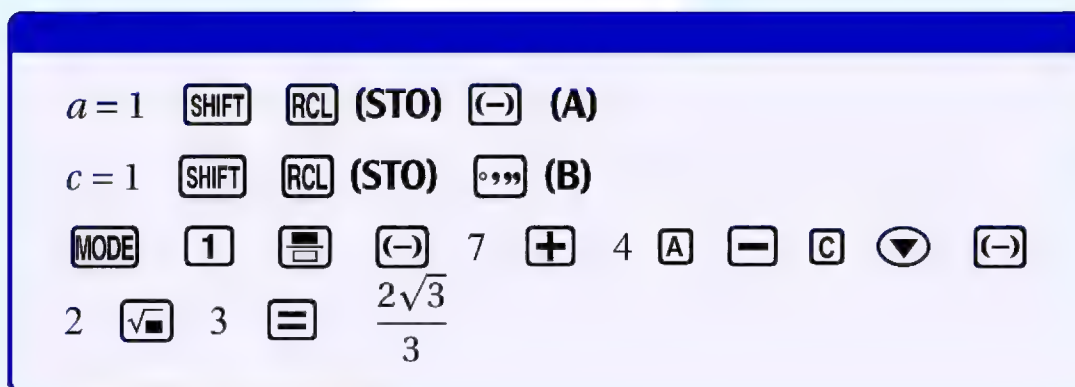 a = 1 SHIFT RCL (STO) (−) (A)
c = 1 SHIFT RCL (STO) °,,, (B)
MODE 1 (−) 7 + 4 A − C ▼ (−)
2 √■ 3 = 2√3/3